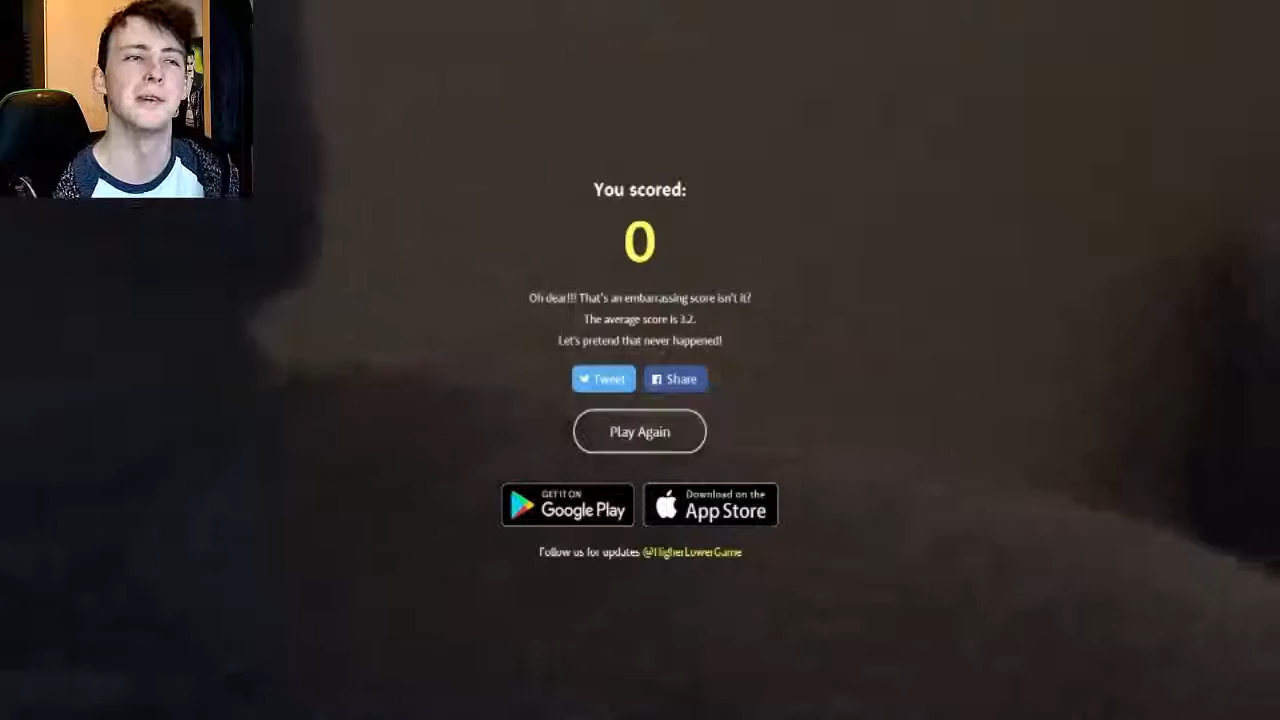 You scored:
0
Oh dear!!! That's an embarrassing score isn't it?
The average score is 3.2.
Let's pretend that never happened!
Tweet
Share
Play Again
GET IT ON
Google Play
Download on the
App Store
Follow us for updates @HigherLowerGame